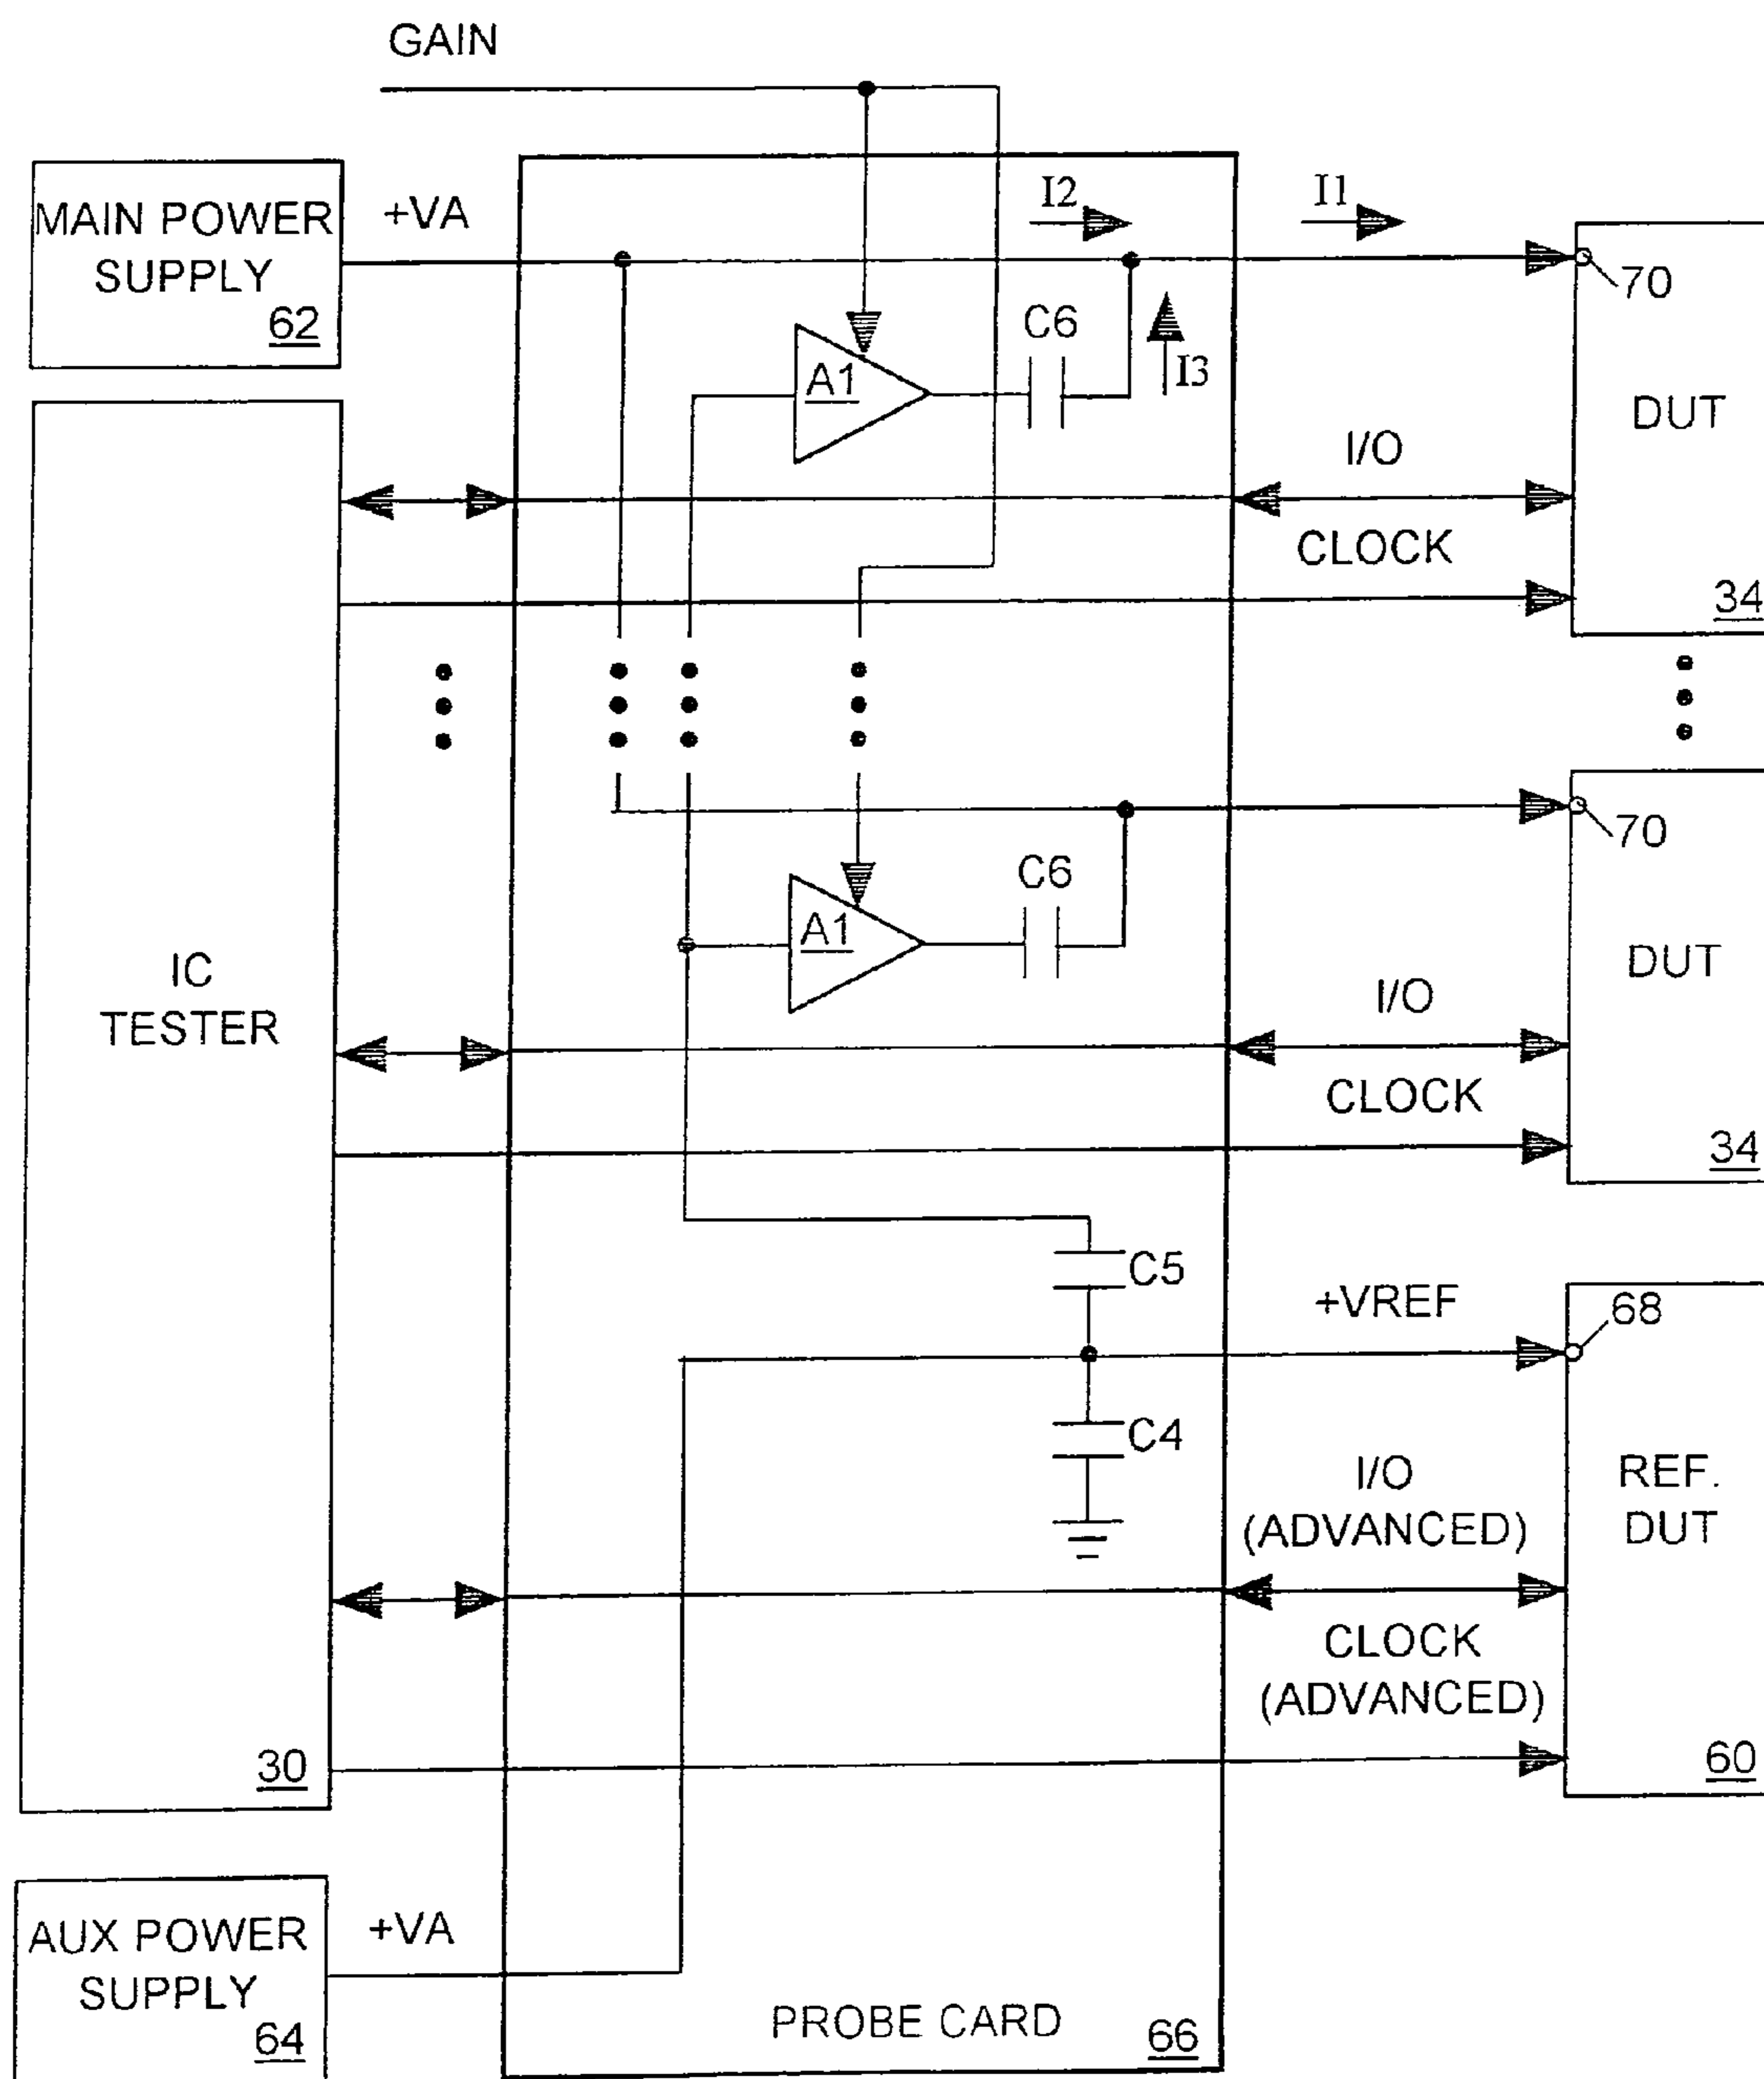 GAIN
MAIN POWER
SUPPLY
62
+VA
I2
I1
70
A1
C6
I3
DUT
I/O
CLOCK
34
70
A1
C6
DUT
IC
TESTER
I/O
CLOCK
34
C5
+VREF
68
C4
I/O
(ADVANCED)
REF.
DUT
CLOCK
(ADVANCED)
30
60
AUX POWER
SUPPLY
64
+VA
PROBE CARD
66